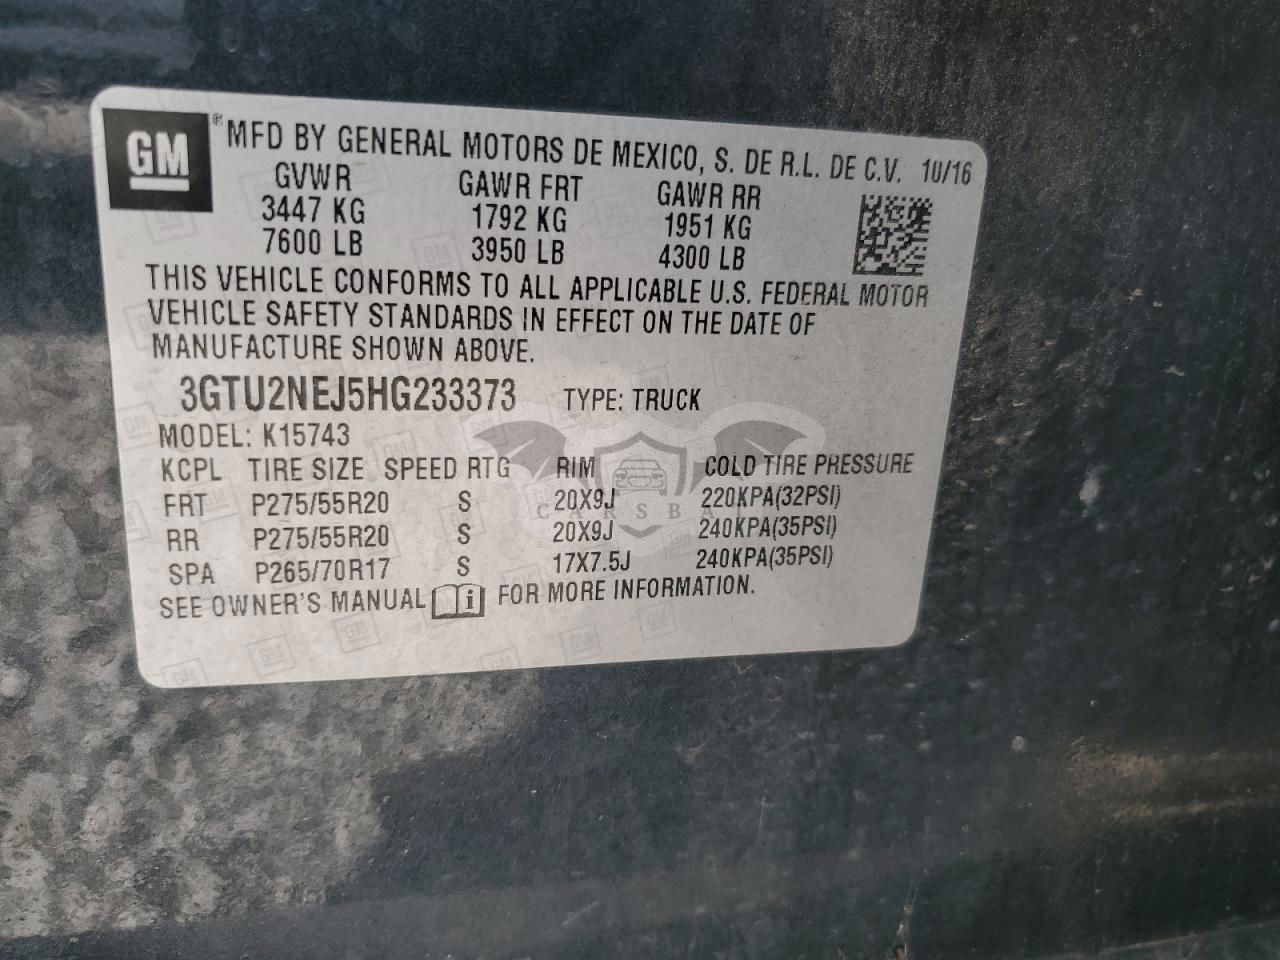 GM ® MFD BY GENERAL MOTORS DE MEXICO, S. DE R.L. DE C.V. 10/16
GVWR GAWR FRT GAWR RR
3447 KG 1792 KG 1951 KG
7600 LB 3950 LB 4300 LB
THIS VEHICLE CONFORMS TO ALL APPLICABLE U.S. FEDERAL MOTOR
VEHICLE SAFETY STANDARDS IN EFFECT ON THE DATE OF
MANUFACTURE SHOWN ABOVE.
3GTU2NEJ5HG233373 TYPE: TRUCK
MODEL: K15743
KCPL TIRE SIZE SPEED RTG RIM COLD TIRE PRESSURE
FRT P275/55R20 S 20X9J 220KPA(32PSI)
RR P275/55R20 S 20X9J 240KPA(35PSI)
SPA P265/70R17 S 17X7.5J 240KPA(35PSI)
SEE OWNER'S MANUAL i FOR MORE INFORMATION.